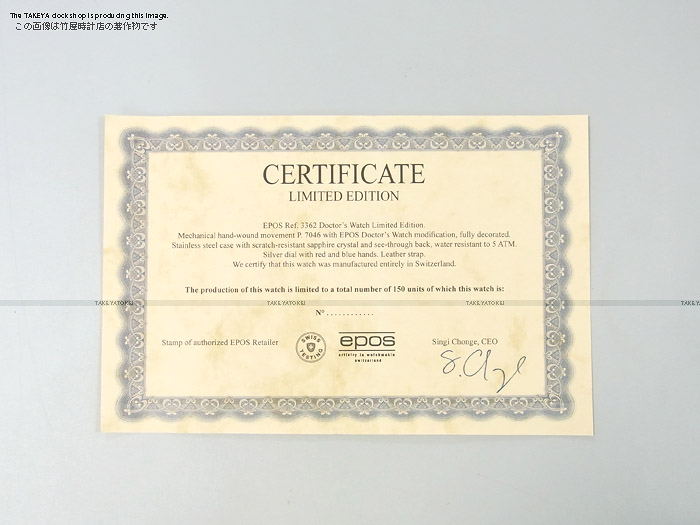 The TAKEYA clock shop is producing this image.
この画像は竹屋時計店の著作物です
CERTIFICATE
LIMITED EDITION
EPOS Ref. 3362 Doctor's Watch Limited Edition.
Mechanical hand-wound movement P. 7046 with EPOS Doctor's Watch modification, fully decorated.
Stainless steel case with scratch-resistant sapphire crystal and see-through back, water resistent to 5 ATM.
Silver dial with red and blue hands. Leather strap.
We certify that this watch was manufactured entirely in Switzerland.
The production of this watch is limited to a total number of 150 units of which this watch is:
TAKEYATOKEI TAKEYATOKEI TAKEYATOKEI TAKEYATOKEI
N° ............
Stamp of authorized EPOS Retailer
SWISS TESTING
epos
artistry in watchmakin
switzerland
Singi Chonge, CEO